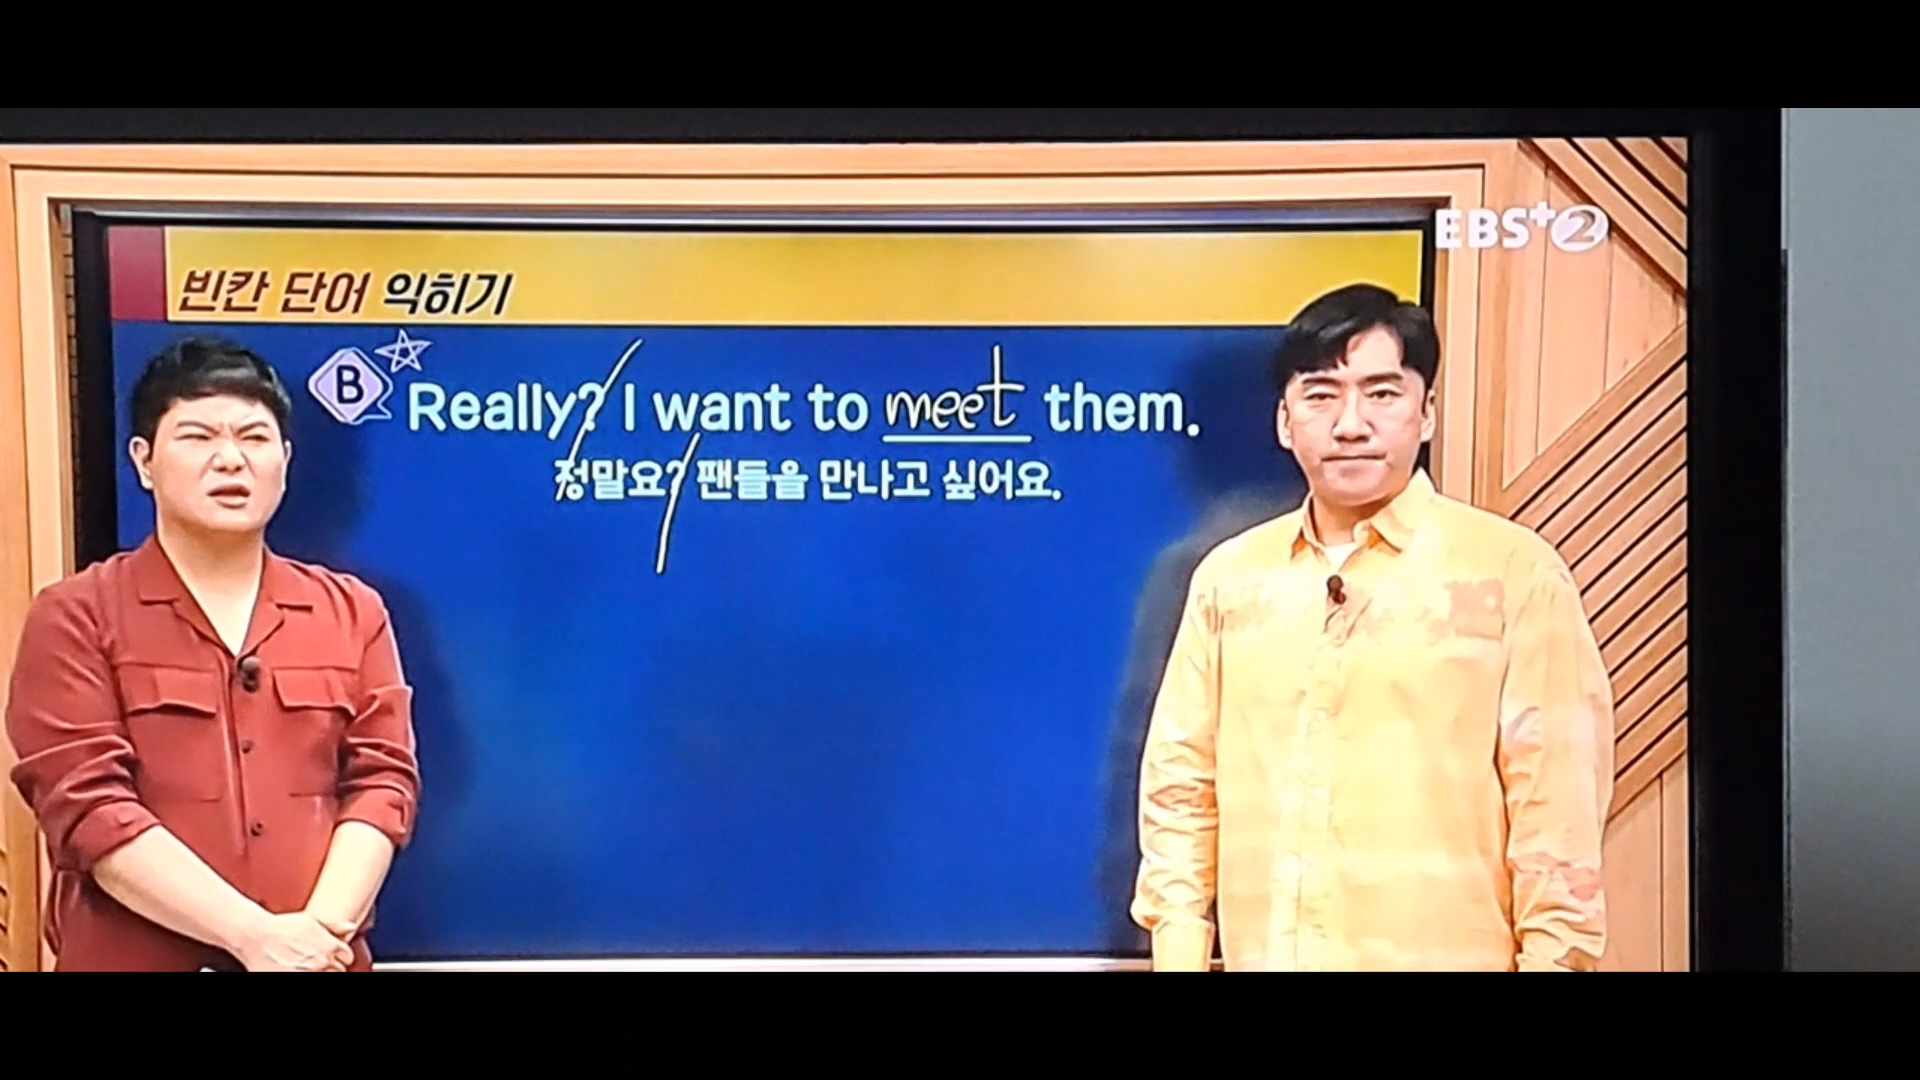 EBS+2
빈칸 단어 익히기
B Really? I want to meet them.
정말요? 팬들을 만나고 싶어요.